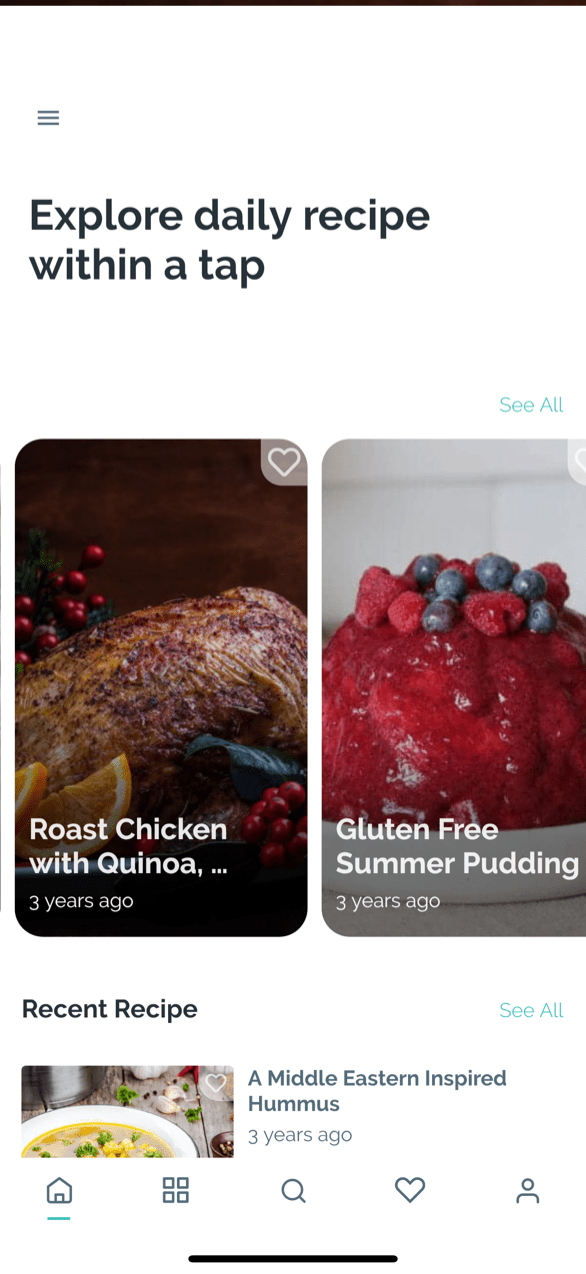 Explore daily recipe
within a tap
See All
Roast Chicken
with Quinoa, ...
3 years ago
Gluten Free
Summer Pudding
3 years ago
Recent Recipe
See All
A Middle Eastern Inspired
Hummus
3 years ago